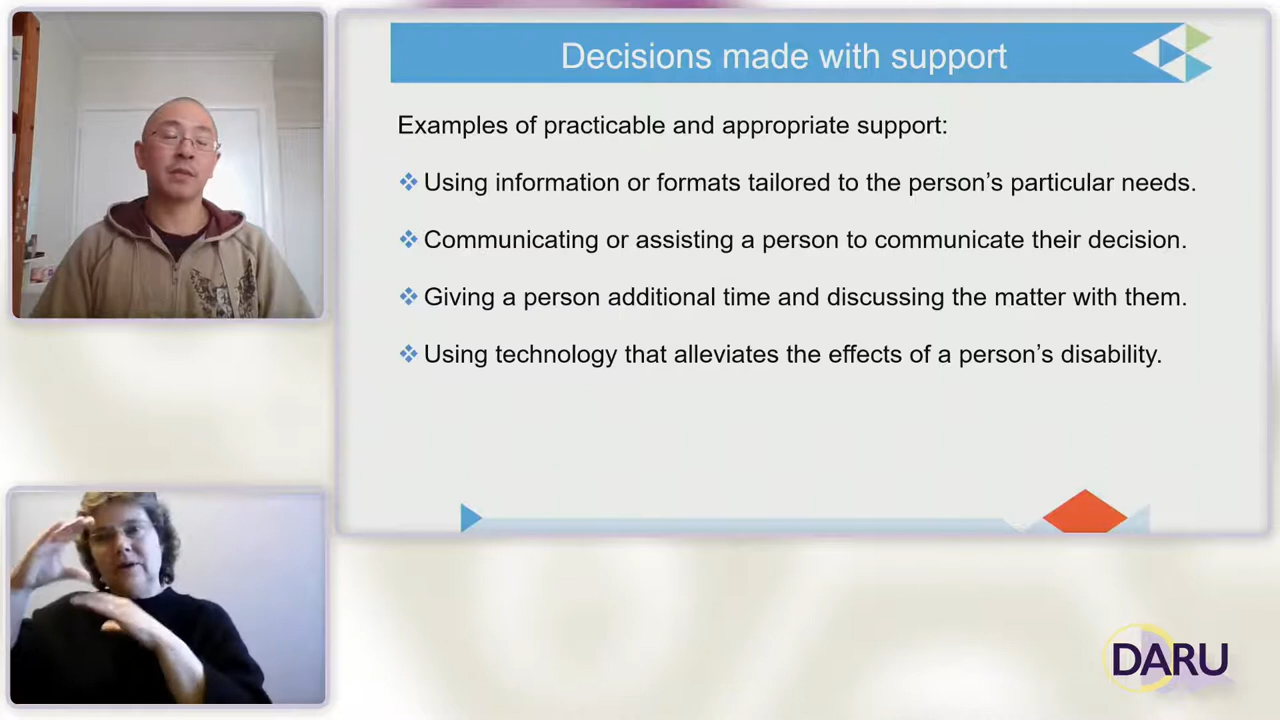 Decisions made with support
Examples of practicable and appropriate support:
Using information or formats tailored to the person’s particular needs.
Communicating or assisting a person to communicate their decision.
Giving a person additional time and discussing the matter with them.
Using technology that alleviates the effects of a person’s disability.
DARU